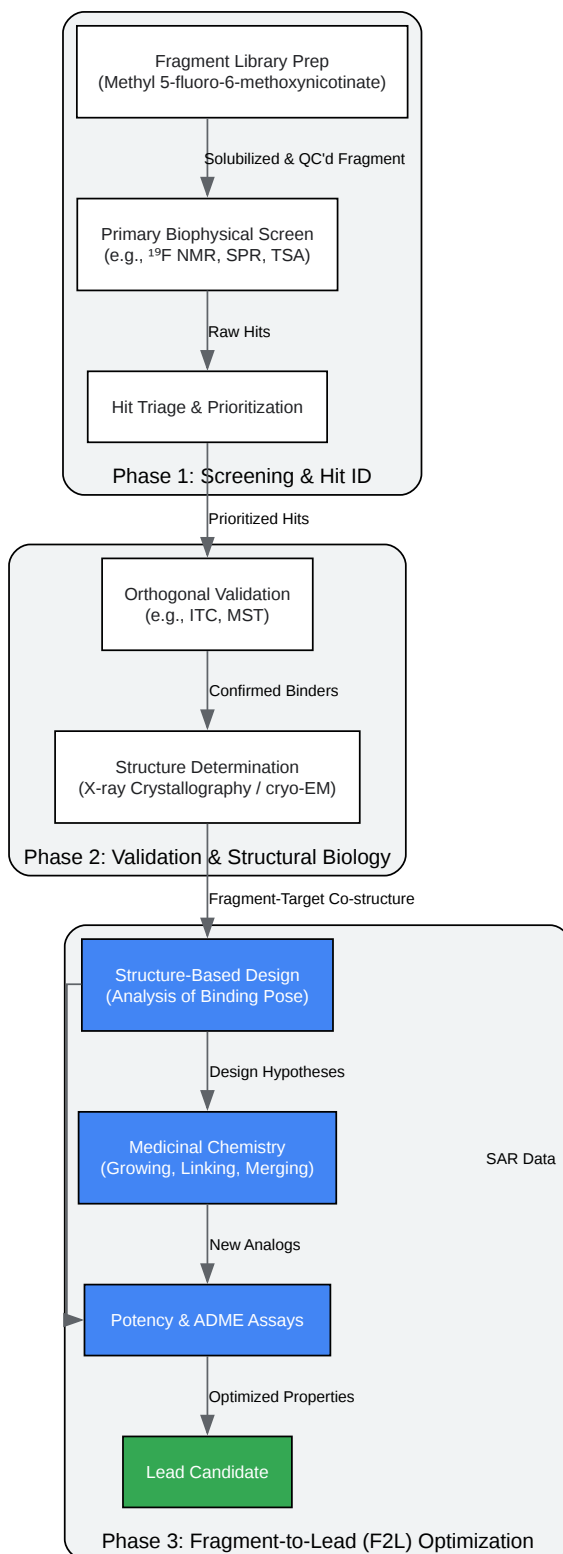 Fragment Library Prep
(Methyl 5-fluoro-6-methoxynicotinate)
Solubilized & QC'd Fragment
Primary Biophysical Screen
(e.g., ¹⁹F NMR, SPR, TSA)
Raw Hits
Hit Triage & Prioritization
Phase 1: Screening & Hit ID
Prioritized Hits
Orthogonal Validation
(e.g., ITC, MST)
Confirmed Binders
Structure Determination
(X-ray Crystallography / cryo-EM)
Phase 2: Validation & Structural Biology
Fragment-Target Co-structure
Structure-Based Design
(Analysis of Binding Pose)
Design Hypotheses
Medicinal Chemistry
(Growing, Linking, Merging)
SAR Data
New Analogs
Potency & ADME Assays
Optimized Properties
Lead Candidate
Phase 3: Fragment-to-Lead (F2L) Optimization